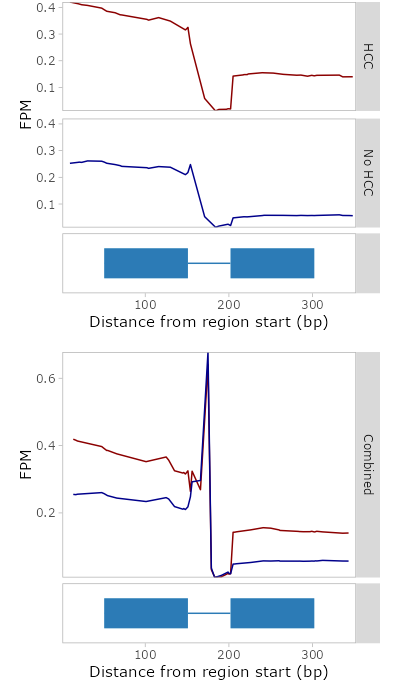 0.4
0.3
0.2
0.1
HCC
FPM
0.4
0.3
0.2
0.1
No HCC
100 200 300
Distance from region start (bp)
0.6
0.4
0.2
FPM
Combined
100 200 300
Distance from region start (bp)